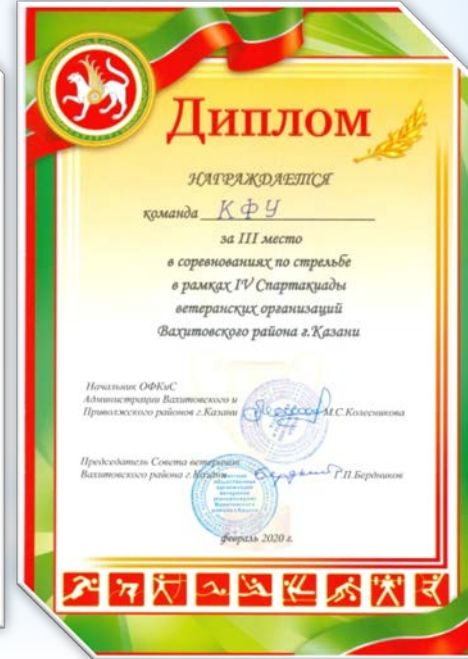 Диплом
НАГРАЖДАЕТСЯ
команда КФУ
за III место
в соревнованиях по стрельбе
в рамках IV Спартакиады
ветеранских организаций
Вахитовского района г.Казани
Начальник ОФКиС
Администрации Вахитовского и
Приволжского районов г.Казани М.С.Колесникова
Председатель Совета ветеранов
Вахитовского района г.Казани Г.П.Бердников
февраль 2020 г.